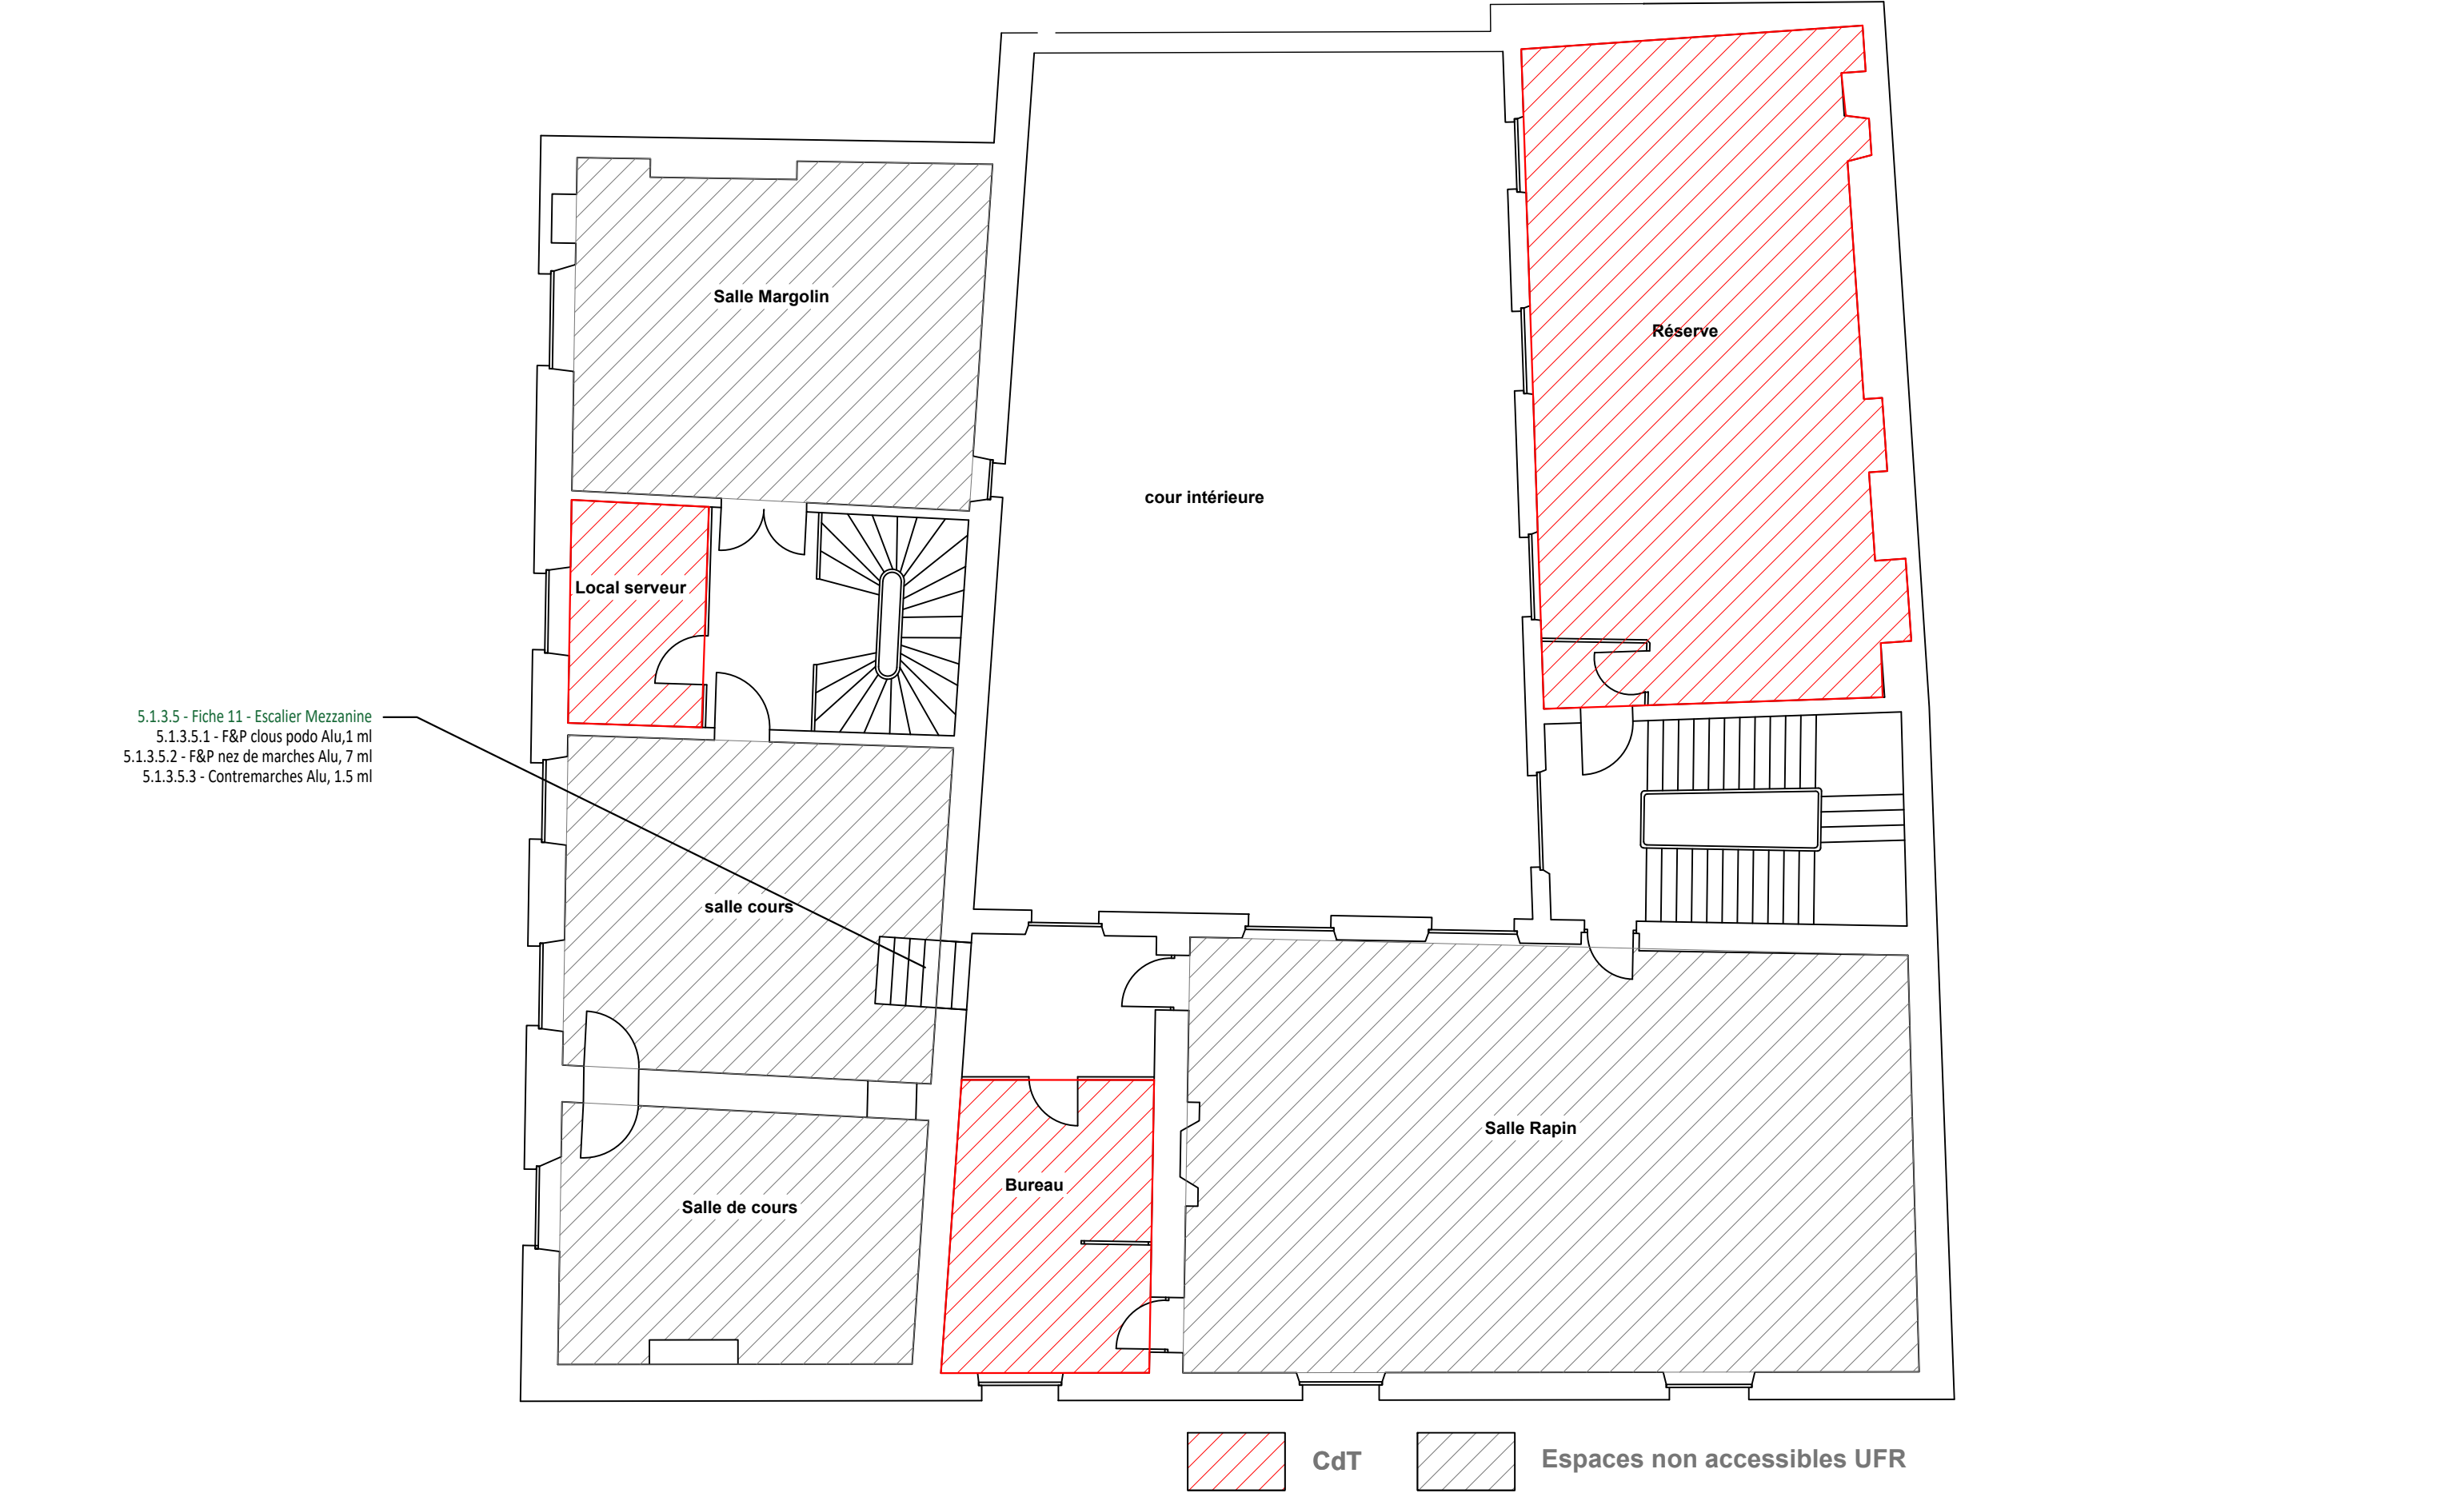 Salle Margolin
Réserve
cour intérieure
Local serveur
5.1.3.5 - Fiche 11 - Escalier Mezzanine
5.1.3.5.1 - F&P clous podo Alu,1 ml
5.1.3.5.2 - F&P nez de marches Alu, 7 ml
5.1.3.5.3 - Contremarches Alu, 1.5 ml
salle cours
Salle Rapin
Bureau
Salle de cours
CdT
Espaces non accessibles UFR